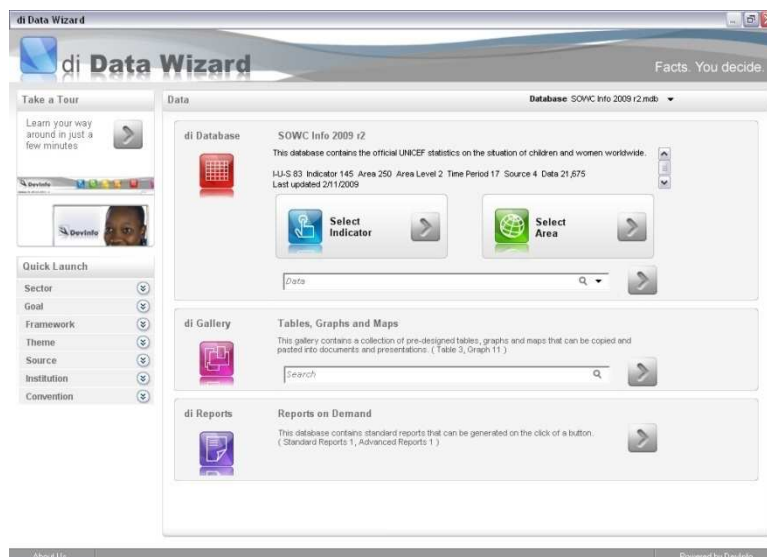 di Data Wizard
di Data Wizard
Facts. You decide.
Take a Tour
Learn your way
around in just a
few minutes
DevInfo
DevInfo
Quick Launch
Sector
Goal
Framework
Theme
Source
Institution
Convention
Data
Database SOWC Info 2009 r2.mdb
di Database
SOWC Info 2009 r2
This database contains the official UNICEF statistics on the situation of children and women worldwide.
I-U-S 83 Indicator 145 Area 250 Area Level 2 Time Period 17 Source 4 Data 21,675
Last updated 2/11/2009
Select
Indicator
Select
Area
Data
di Gallery
Tables, Graphs and Maps
This gallery contains a collection of pre-designed tables, graphs and maps that can be copied and
pasted into documents and presentations. ( Table 3, Graph 11 )
Search
di Reports
Reports on Demand
This database contains standard reports that can be generated on the click of a button.
( Standard Reports 1, Advanced Reports 1 )
About Us
Powered by DevInfo